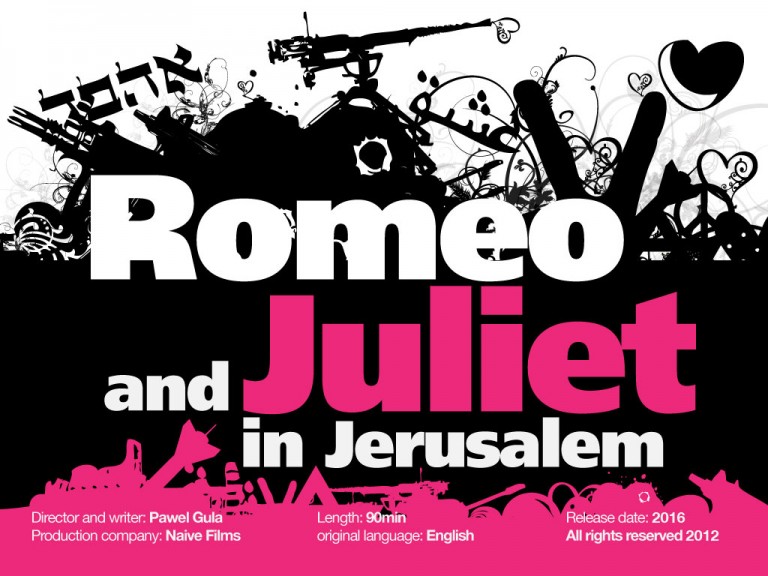 אהבה
Romeo
and Juliet
in Jerusalem
Director and writer: Pawel Gula
Production company: Naive Films
Length: 90min
original language: English
Release date: 2016
All rights reserved 2012